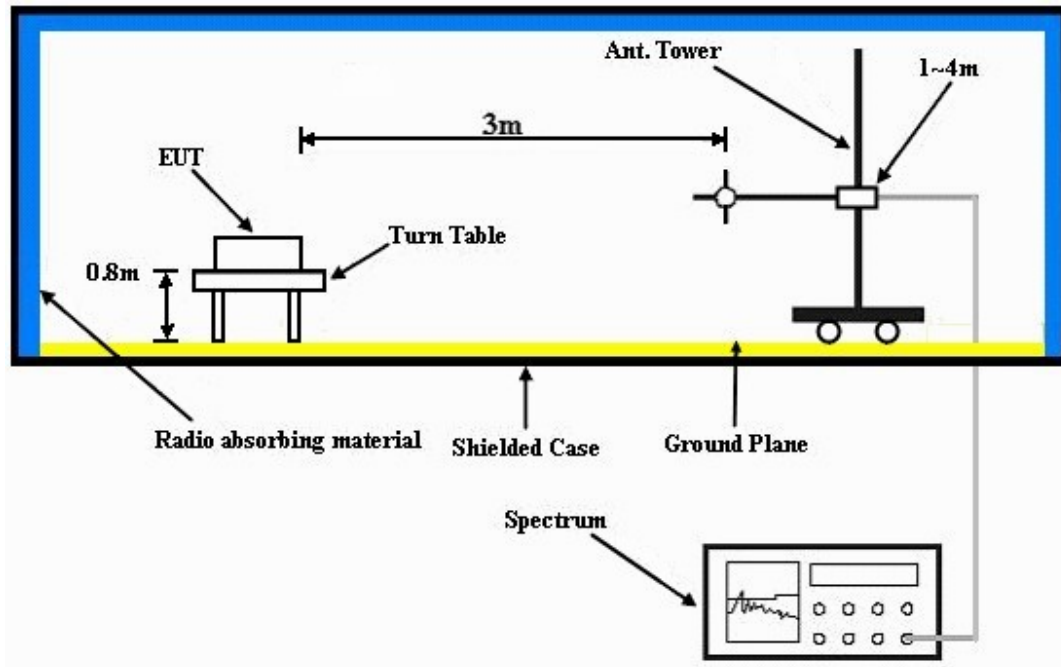 Ant. Tower
1~4m
3m
EUT
Turn Table
0.8m
Radio absorbing material
Shielded Case
Ground Plane
Spectrum